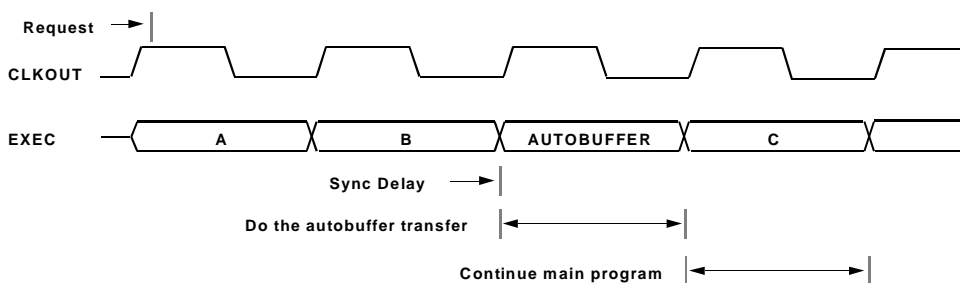 Request
CLKOUT
EXEC A B AUTOBUFFER C
Sync Delay
Do the autobuffer transfer
Continue main program